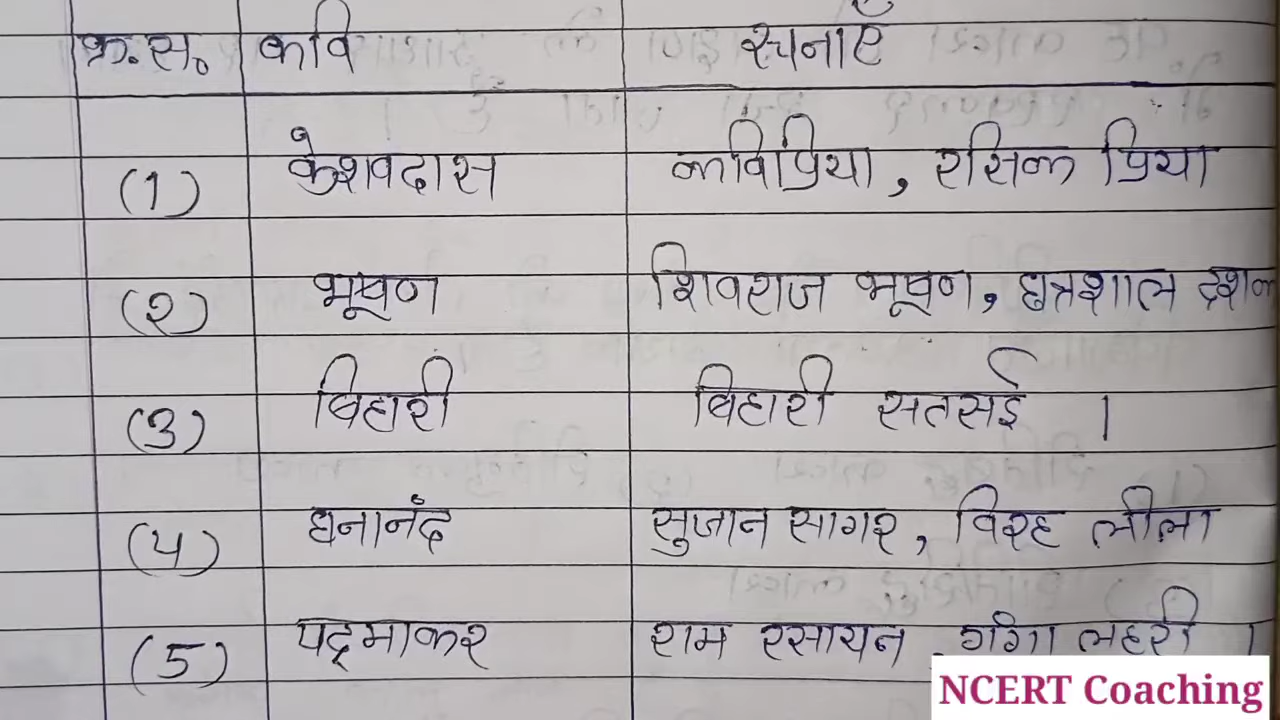 क्र.स. कवि रचनाएँ
(1) केशवदास कविप्रिया, रसिक प्रिया
(2) भूषण शिवराज भूषण, छत्रशाल दशक
(3) बिहारी बिहारी सतसई ।
(4) घनानंद सुजान सागर, विरह लीला
(5) पद्माकर राम रसायन, गंगा लहरी ।
NCERT Coaching